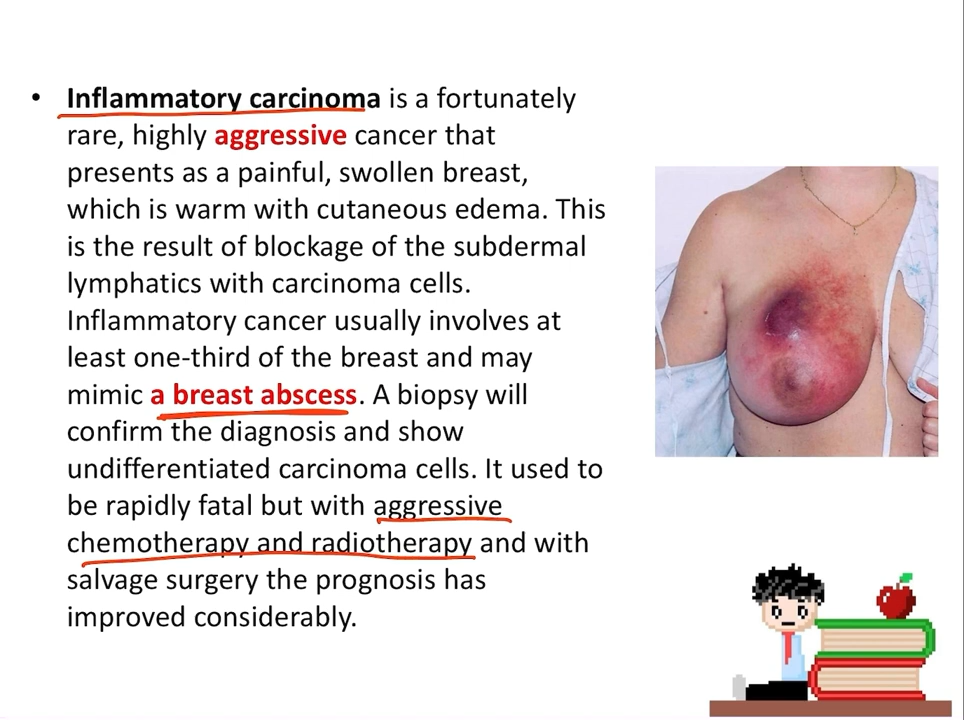 • Inflammatory carcinoma is a fortunately
rare, highly aggressive cancer that
presents as a painful, swollen breast,
which is warm with cutaneous edema. This
is the result of blockage of the subdermal
lymphatics with carcinoma cells.
Inflammatory cancer usually involves at
least one-third of the breast and may
mimic a breast abscess. A biopsy will
confirm the diagnosis and show
undifferentiated carcinoma cells. It used to
be rapidly fatal but with aggressive
chemotherapy and radiotherapy and with
salvage surgery the prognosis has
improved considerably.